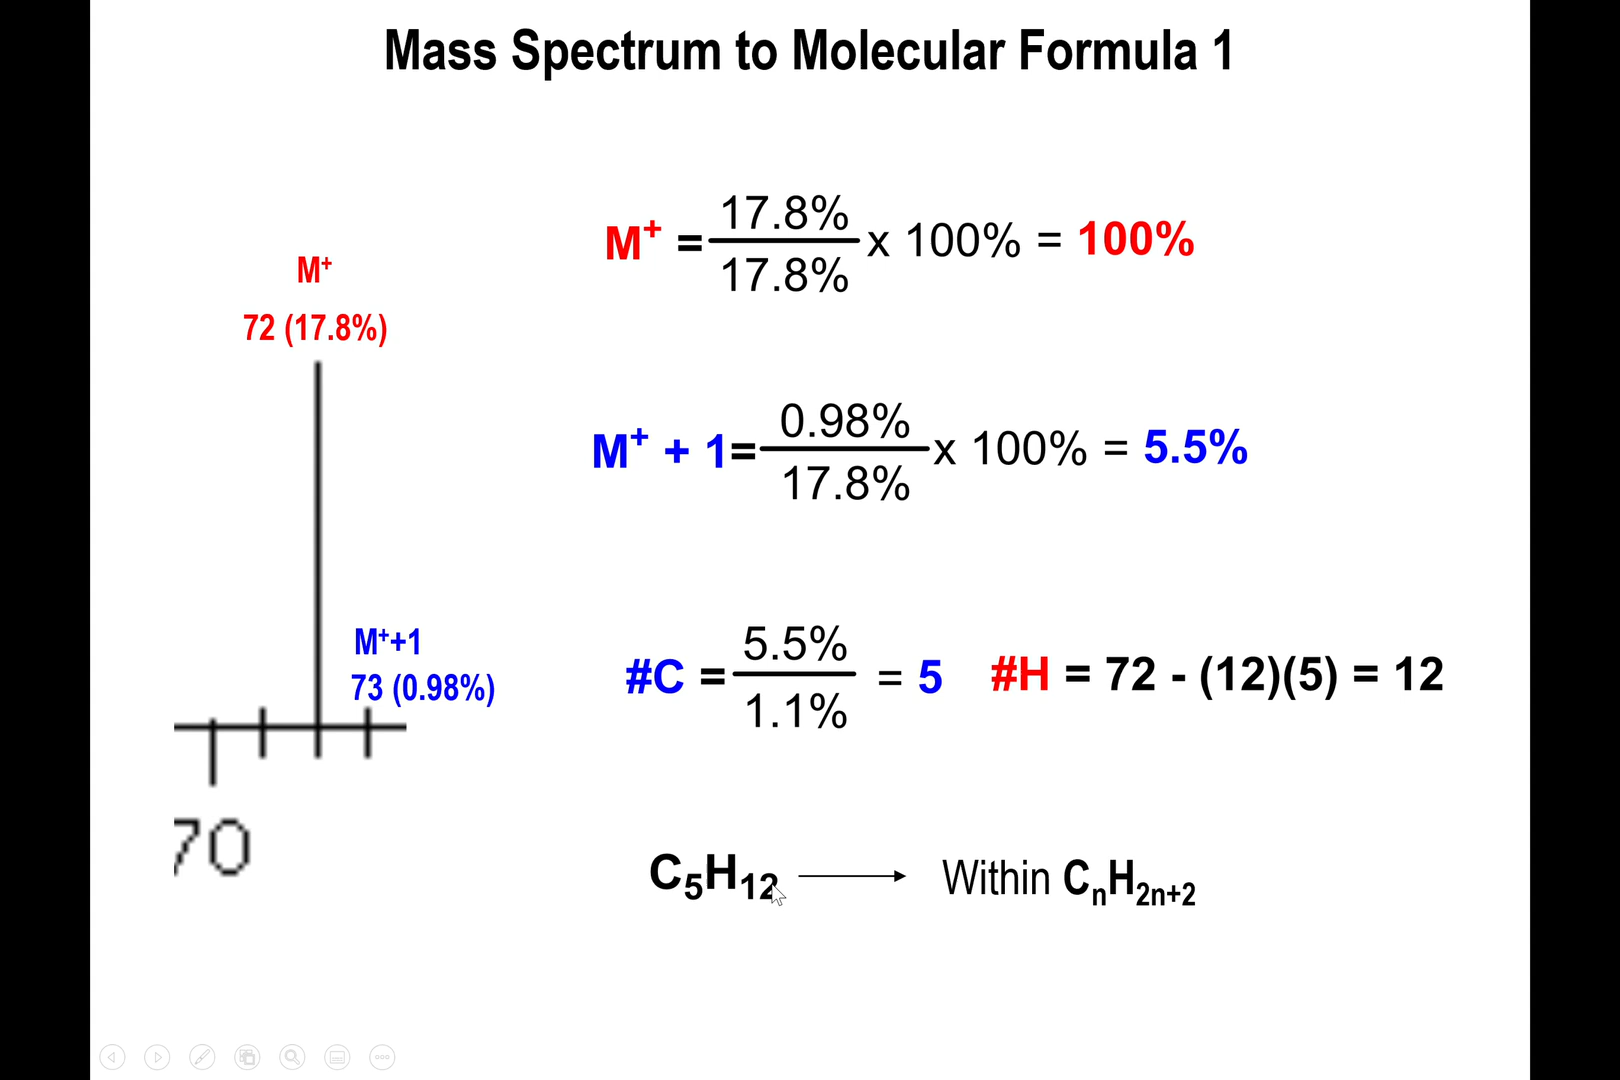 Mass Spectrum to Molecular Formula 1
M⁺
72 (17.8%)
M⁺ = 17.8% / 17.8% x 100% = 100%
M⁺ + 1 = 0.98% / 17.8% x 100% = 5.5%
M⁺+1
73 (0.98%)
#C = 5.5% / 1.1% = 5
#H = 72 - (12)(5) = 12
70
C₅H₁₂ → Within CₙH₂ₙ₊₂